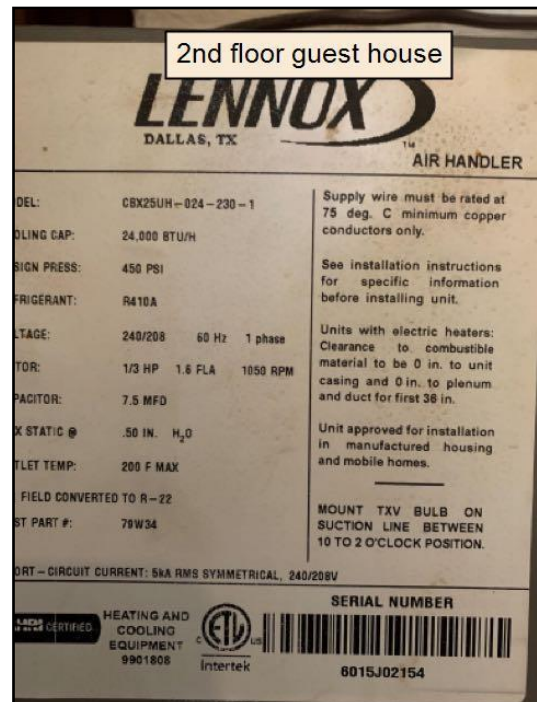 2nd floor guest house
LENNOX
DALLAS, TX
TM
AIR HANDLER
DEL: CBX25UH-024-230-1
OLING CAP: 24,000 BTU/H
SIGN PRESS: 450 PSI
FRIGERANT: R410A
LTAGE: 240/208 60 Hz 1 phase
TOR: 1/3 HP 1.6 FLA 1050 RPM
PACITOR: 7.5 MFD
X STATIC @ .50 IN. H2O
TLET TEMP: 200 F MAX
FIELD CONVERTED TO R-22
ST PART #: 79W34
Supply wire must be rated at
75 deg. C minimum copper
conductors only.
See installation instructions
for specific information
before installing unit.
Units with electric heaters:
Clearance to combustible
material to be 0 in. to unit
casing and 0 in. to plenum
and duct for first 36 in.
Unit approved for installation
in manufactured housing
and mobile homes.
MOUNT TXV BULB ON
SUCTION LINE BETWEEN
10 TO 2 O'CLOCK POSITION.
ORT-CIRCUIT CURRENT: 5kA RMS SYMMETRICAL, 240/208V
CERTIFIED
HEATING AND
COOLING
EQUIPMENT
9901808
C ETL US
Intertek
SERIAL NUMBER
6015J02154